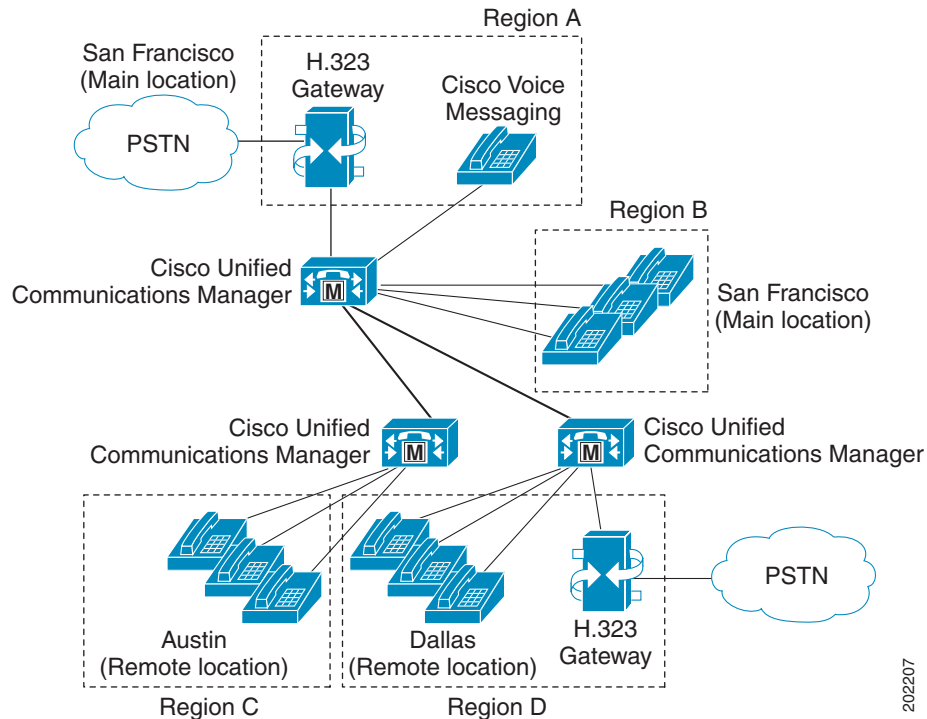 Region A
San Francisco
(Main location)
H.323
Gateway
Cisco Voice
Messaging
PSTN
Region B
Cisco Unified
Communications Manager
M
San Francisco
(Main location)
Cisco Unified
Communications Manager
M
M
Cisco Unified
Communications Manager
PSTN
Austin
(Remote location)
Dallas
(Remote location)
H.323
Gateway
Region C
Region D
202207